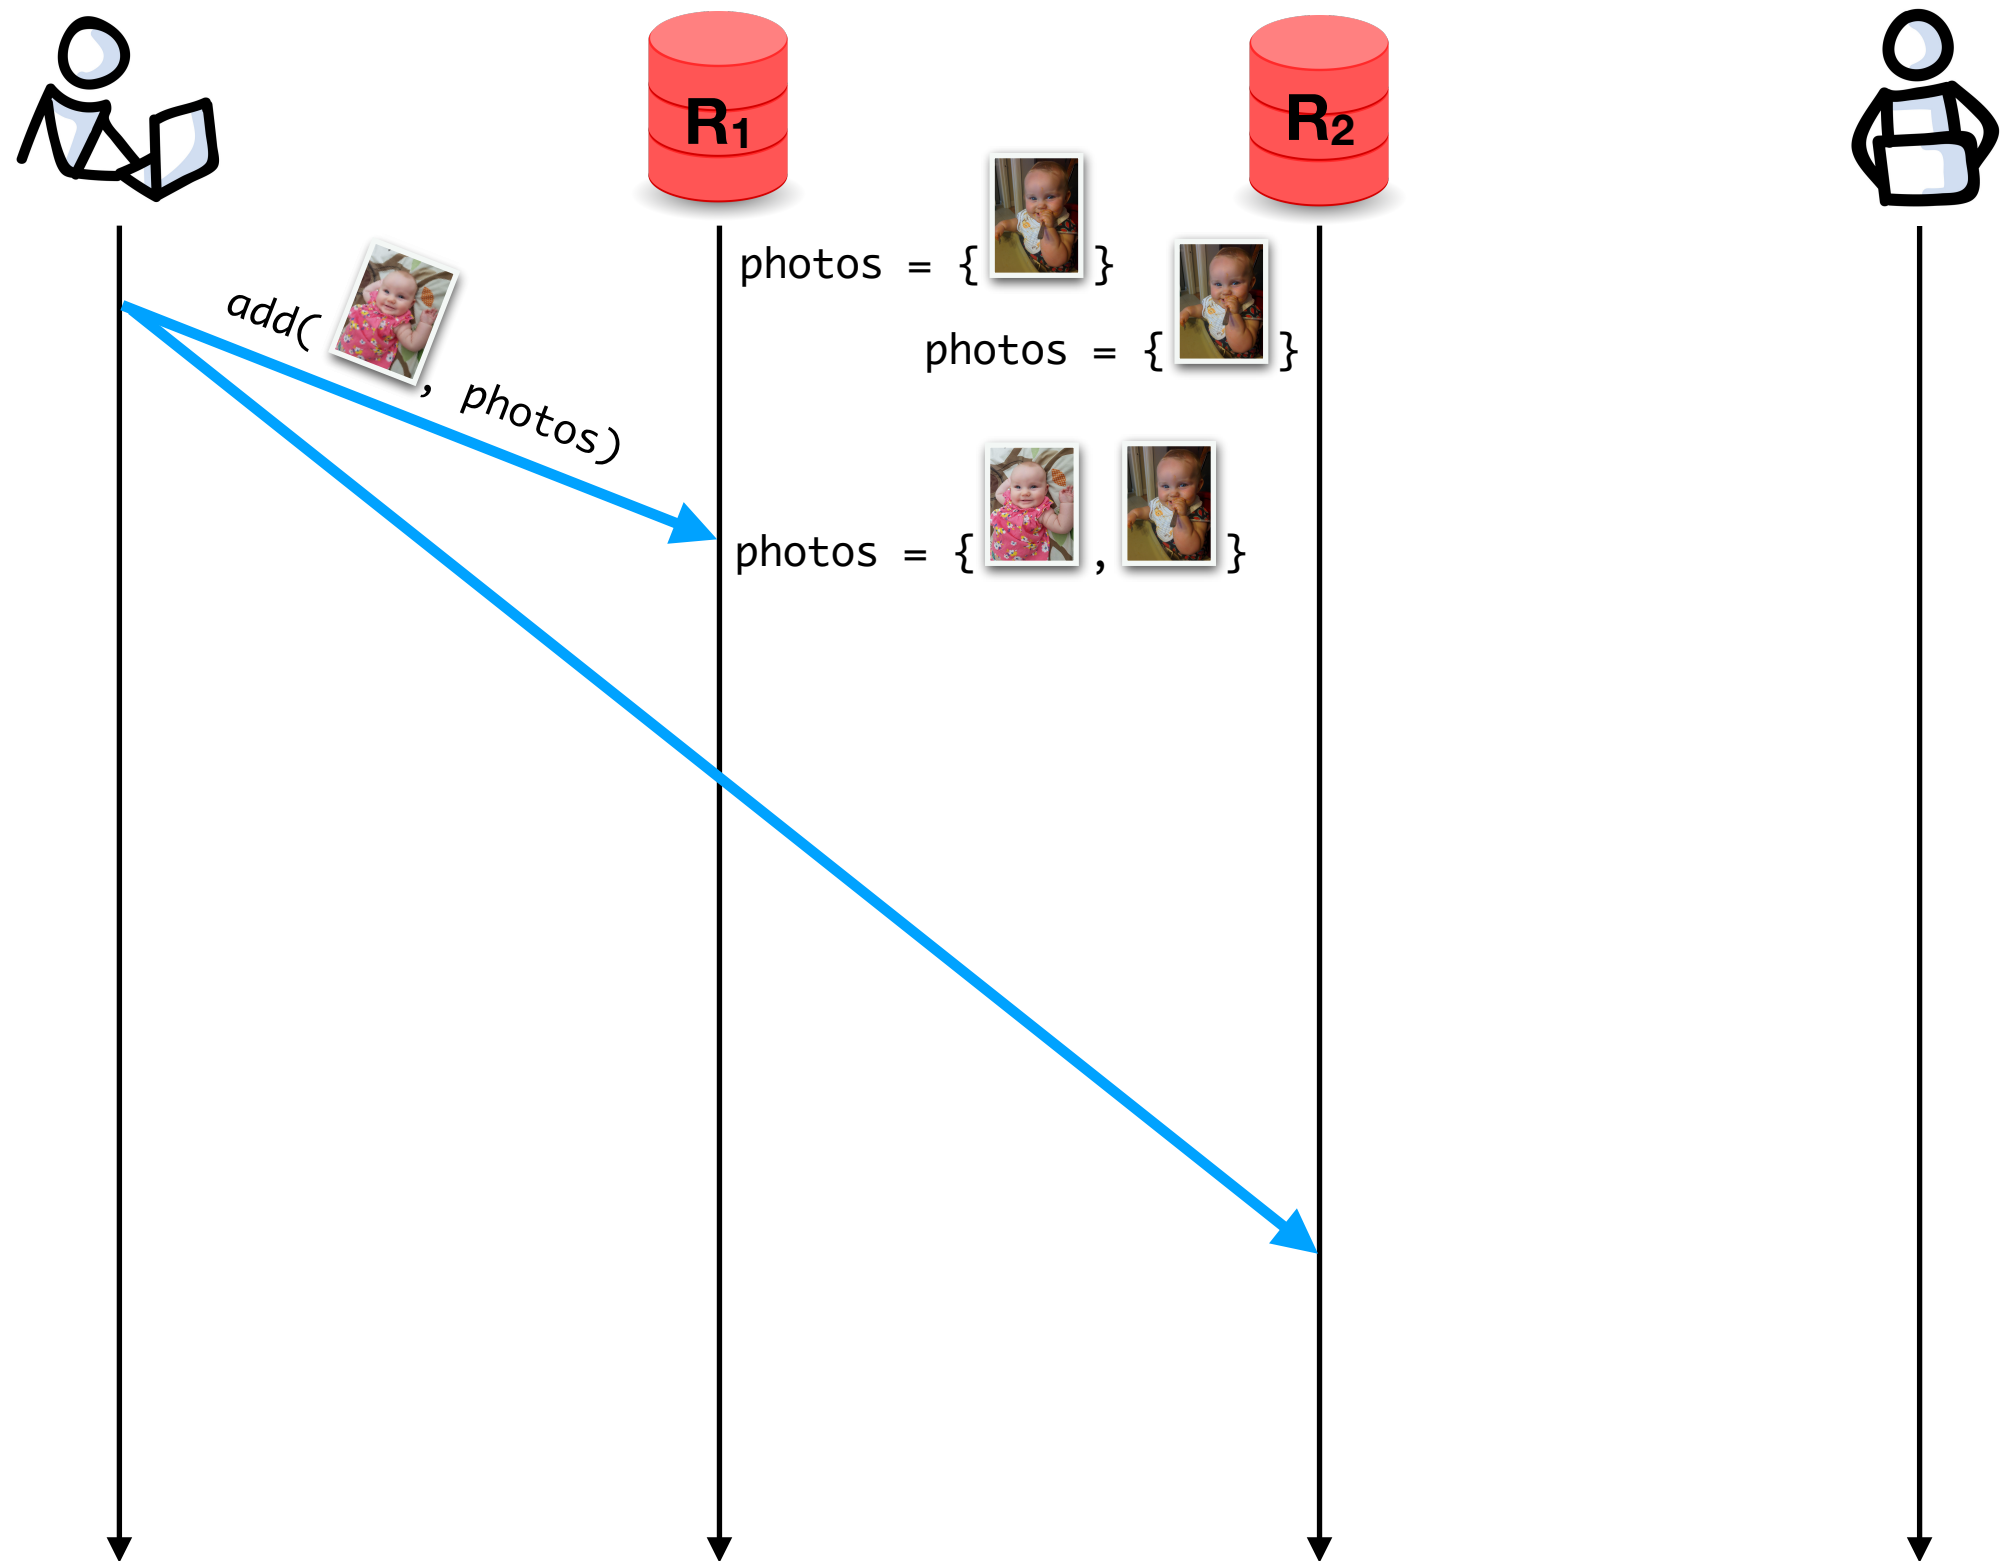 R1
R2
photos = { }
add( , photos)
photos = { }
photos = { , }